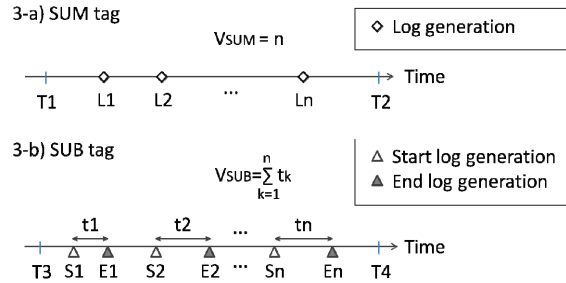 3-a) SUM tag
VSUM = n
Log generation
Time
T1 L1 L2 ... Ln T2
3-b) SUB tag
n
VSUB=∑ tk
k=1
Start log generation
End log generation
t1 t2 ... tn
Time
T3 S1 E1 S2 E2 ... Sn En T4